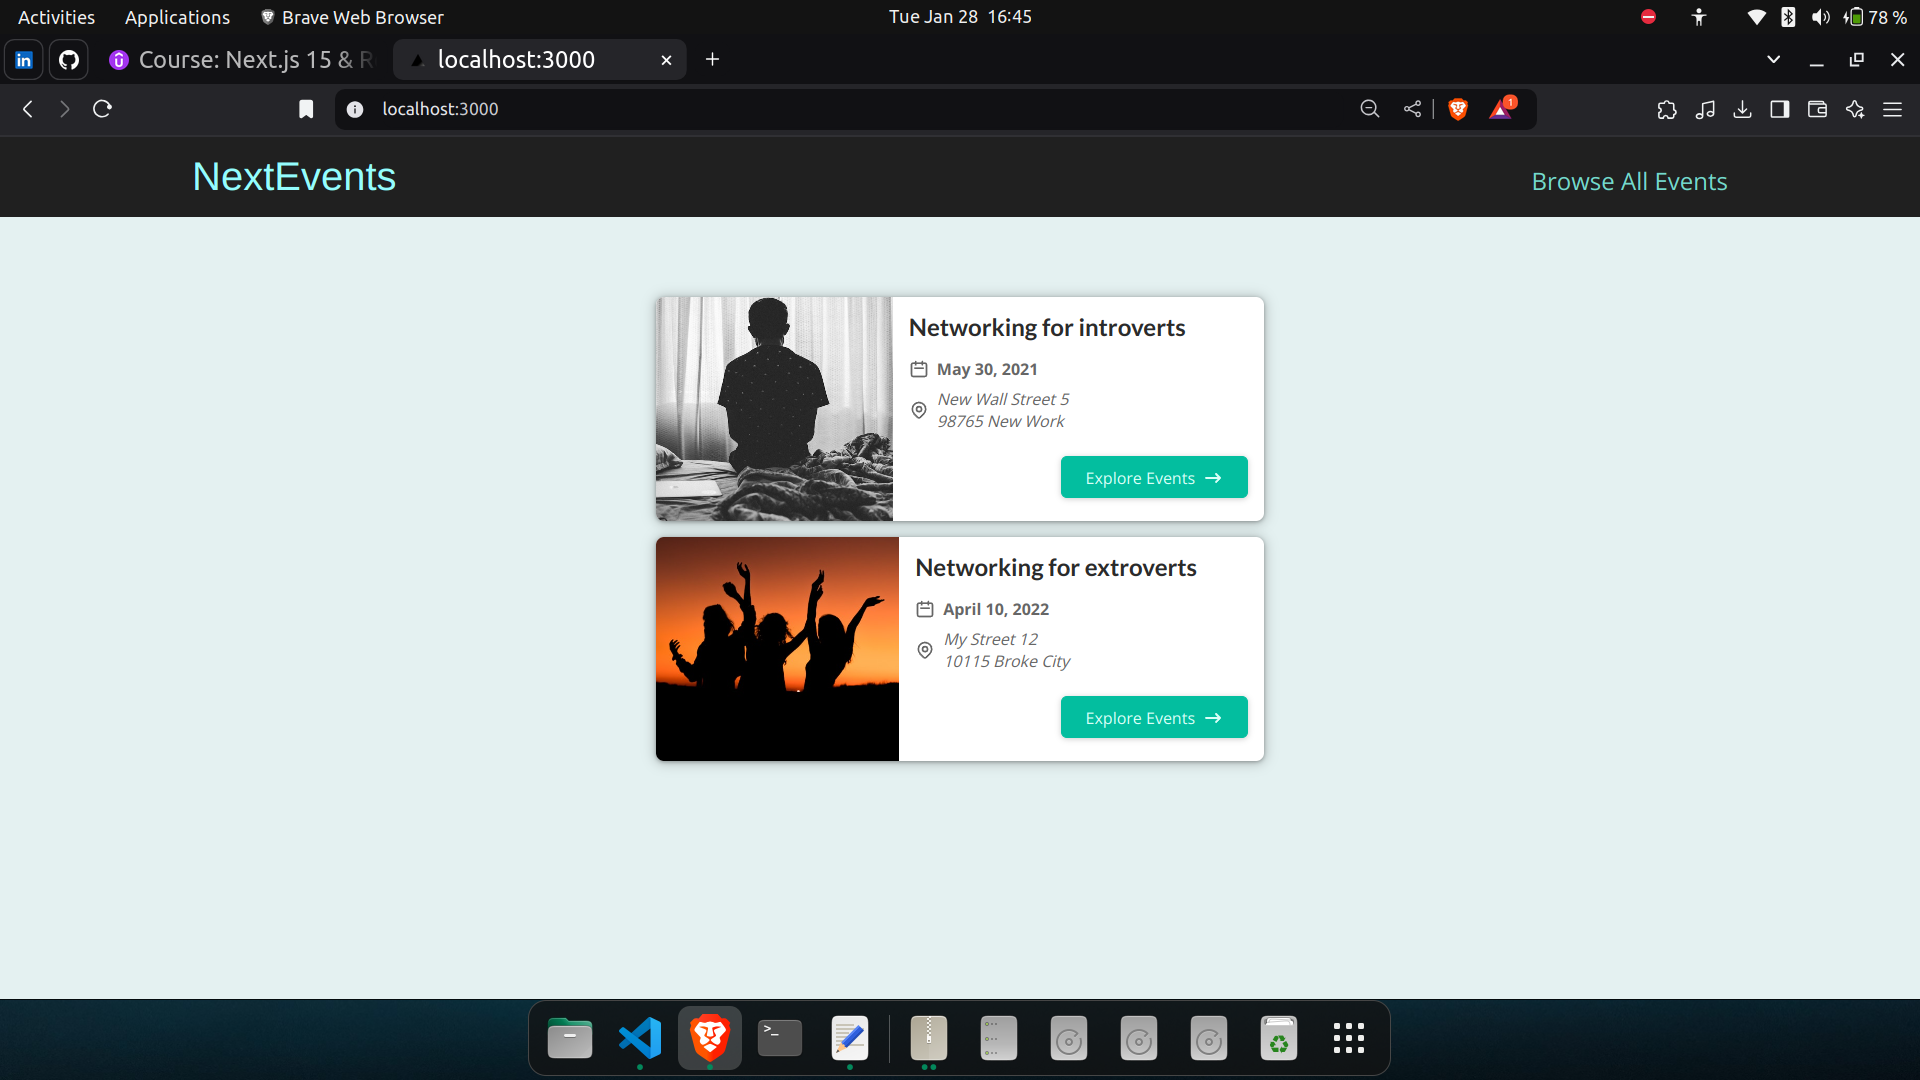 Activities
Applications
Brave Web Browser
Tue Jan 28 16:45
78 %
in
Course: Next.js 15 & R
localhost:3000
localhost:3000
1
NextEvents
Browse All Events
Networking for introverts
May 30, 2021
New Wall Street 5
98765 New Work
Explore Events
Networking for extroverts
April 10, 2022
My Street 12
10115 Broke City
Explore Events
>_